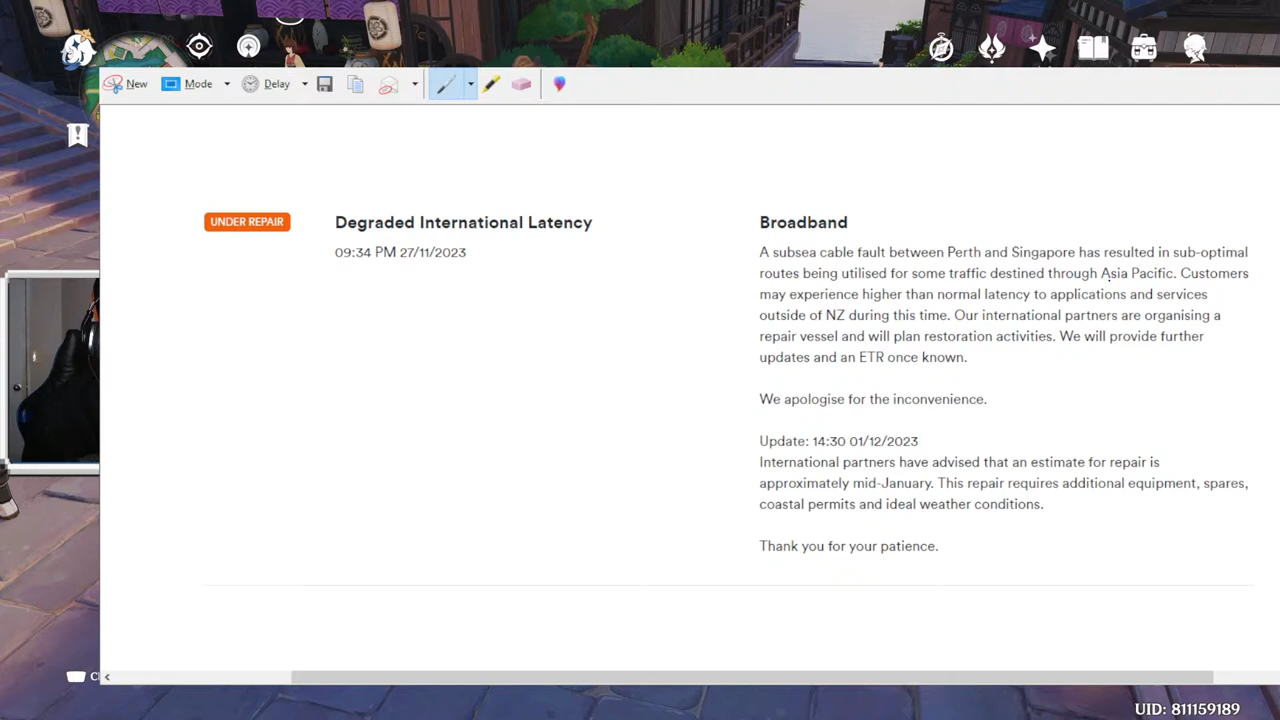 New
Mode
Delay
UNDER REPAIR
Degraded International Latency
09:34 PM 27/11/2023
Broadband
A subsea cable fault between Perth and Singapore has resulted in sub-optimal
routes being utilised for some traffic destined through Asia Pacific. Customers
may experience higher than normal latency to applications and services
outside of NZ during this time. Our international partners are organising a
repair vessel and will plan restoration activities. We will provide further
updates and an ETR once known.
We apologise for the inconvenience.
Update: 14:30 01/12/2023
International partners have advised that an estimate for repair is
approximately mid-January. This repair requires additional equipment, spares,
coastal permits and ideal weather conditions.
Thank you for your patience.
UID: 811159189